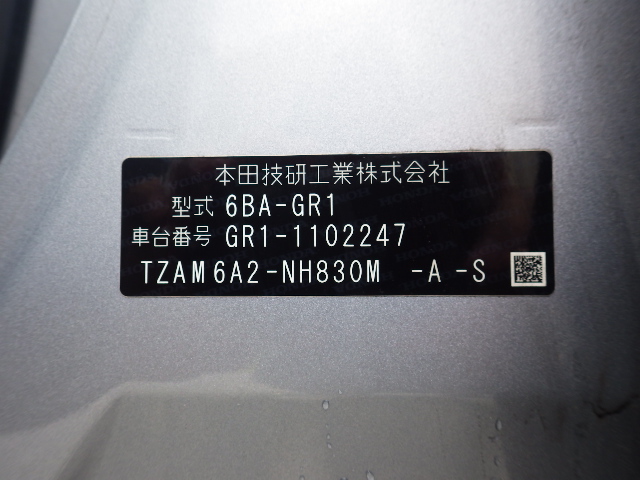 本田技研工業株式会社
型式 6BA-GR1
車台番号 GR1-1102247
TZAM6A2-NH830M -A -S